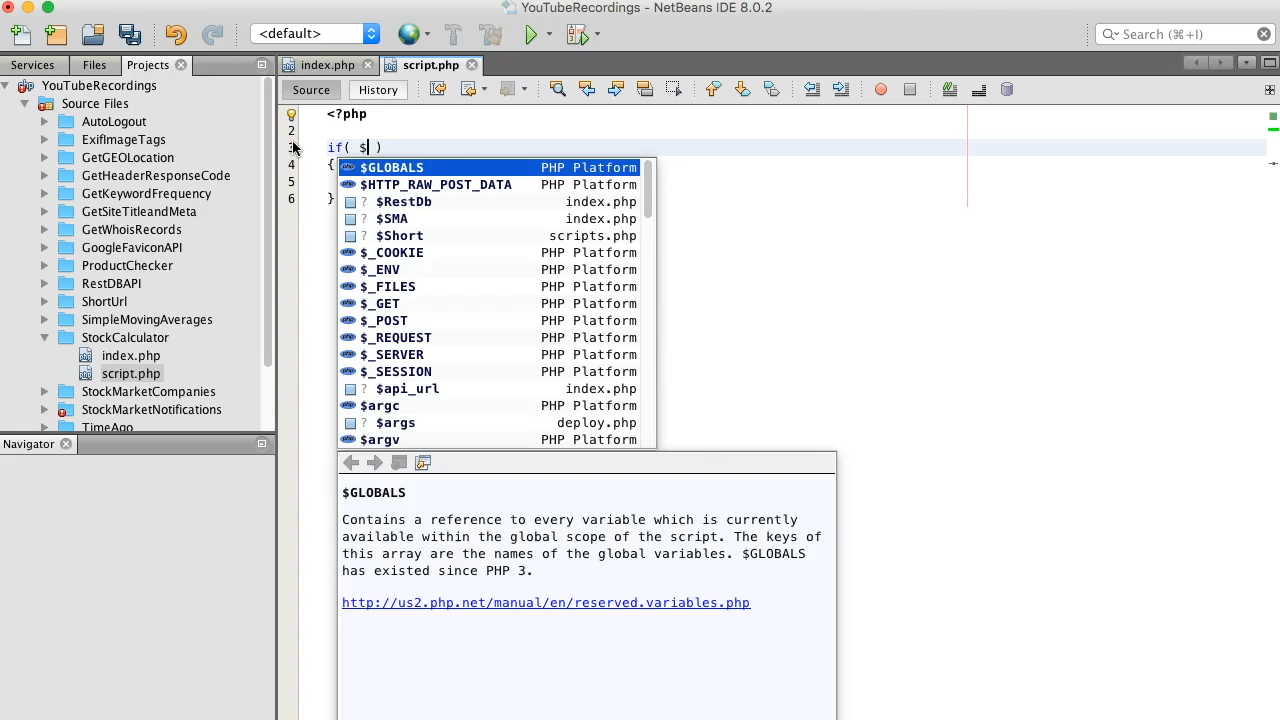 YouTubeRecordings - NetBeans IDE 8.0.2
<default>
Search (⌘+I)
Services
Files
Projects
index.php
script.php
Source
History
YouTubeRecordings
Source Files
AutoLogout
ExifImageTags
GetGEOLocation
GetHeaderResponseCode
GetKeywordFrequency
GetSiteTitleandMeta
GetWhoisRecords
GoogleFaviconAPI
ProductChecker
RestDBAPI
ShortUrl
SimpleMovingAverages
StockCalculator
index.php
script.php
StockMarketCompanies
StockMarketNotifications
TimeAgo
Navigator
<?php
2
3 if( $ )
4 {
5
6 }
$GLOBALS PHP Platform
$HTTP_RAW_POST_DATA PHP Platform
? $RestDb index.php
? $SMA index.php
? $Short scripts.php
$_COOKIE PHP Platform
$_ENV PHP Platform
$_FILES PHP Platform
$_GET PHP Platform
$_POST PHP Platform
$_REQUEST PHP Platform
$_SERVER PHP Platform
$_SESSION PHP Platform
? $api_url index.php
$argc PHP Platform
? $args deploy.php
$argv PHP Platform
$GLOBALS
Contains a reference to every variable which is currently
available within the global scope of the script. The keys of
this array are the names of the global variables. $GLOBALS
has existed since PHP 3.
http://us2.php.net/manual/en/reserved.variables.php